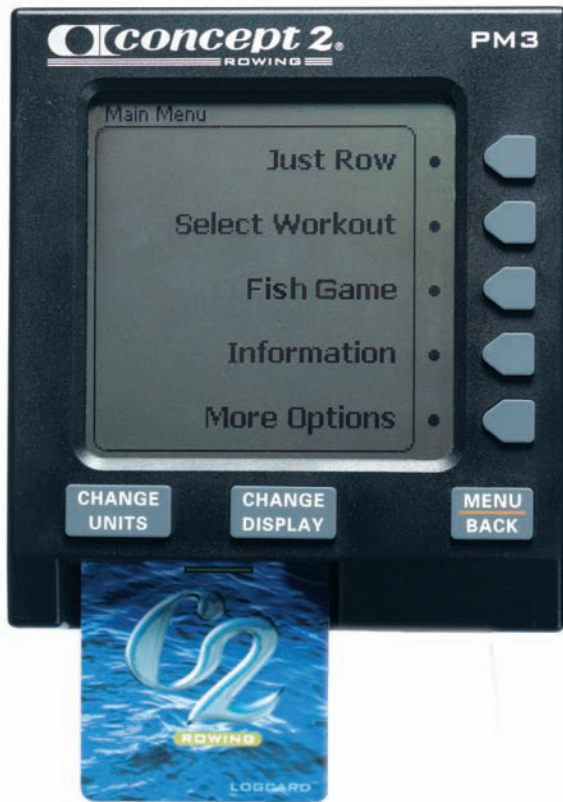 concept 2®
ROWING
PM3
Main Menu
Just Row
Select Workout
Fish Game
Information
More Options
CHANGE
UNITS
CHANGE
DISPLAY
MENU
BACK
C2
ROWING
LOGCARD